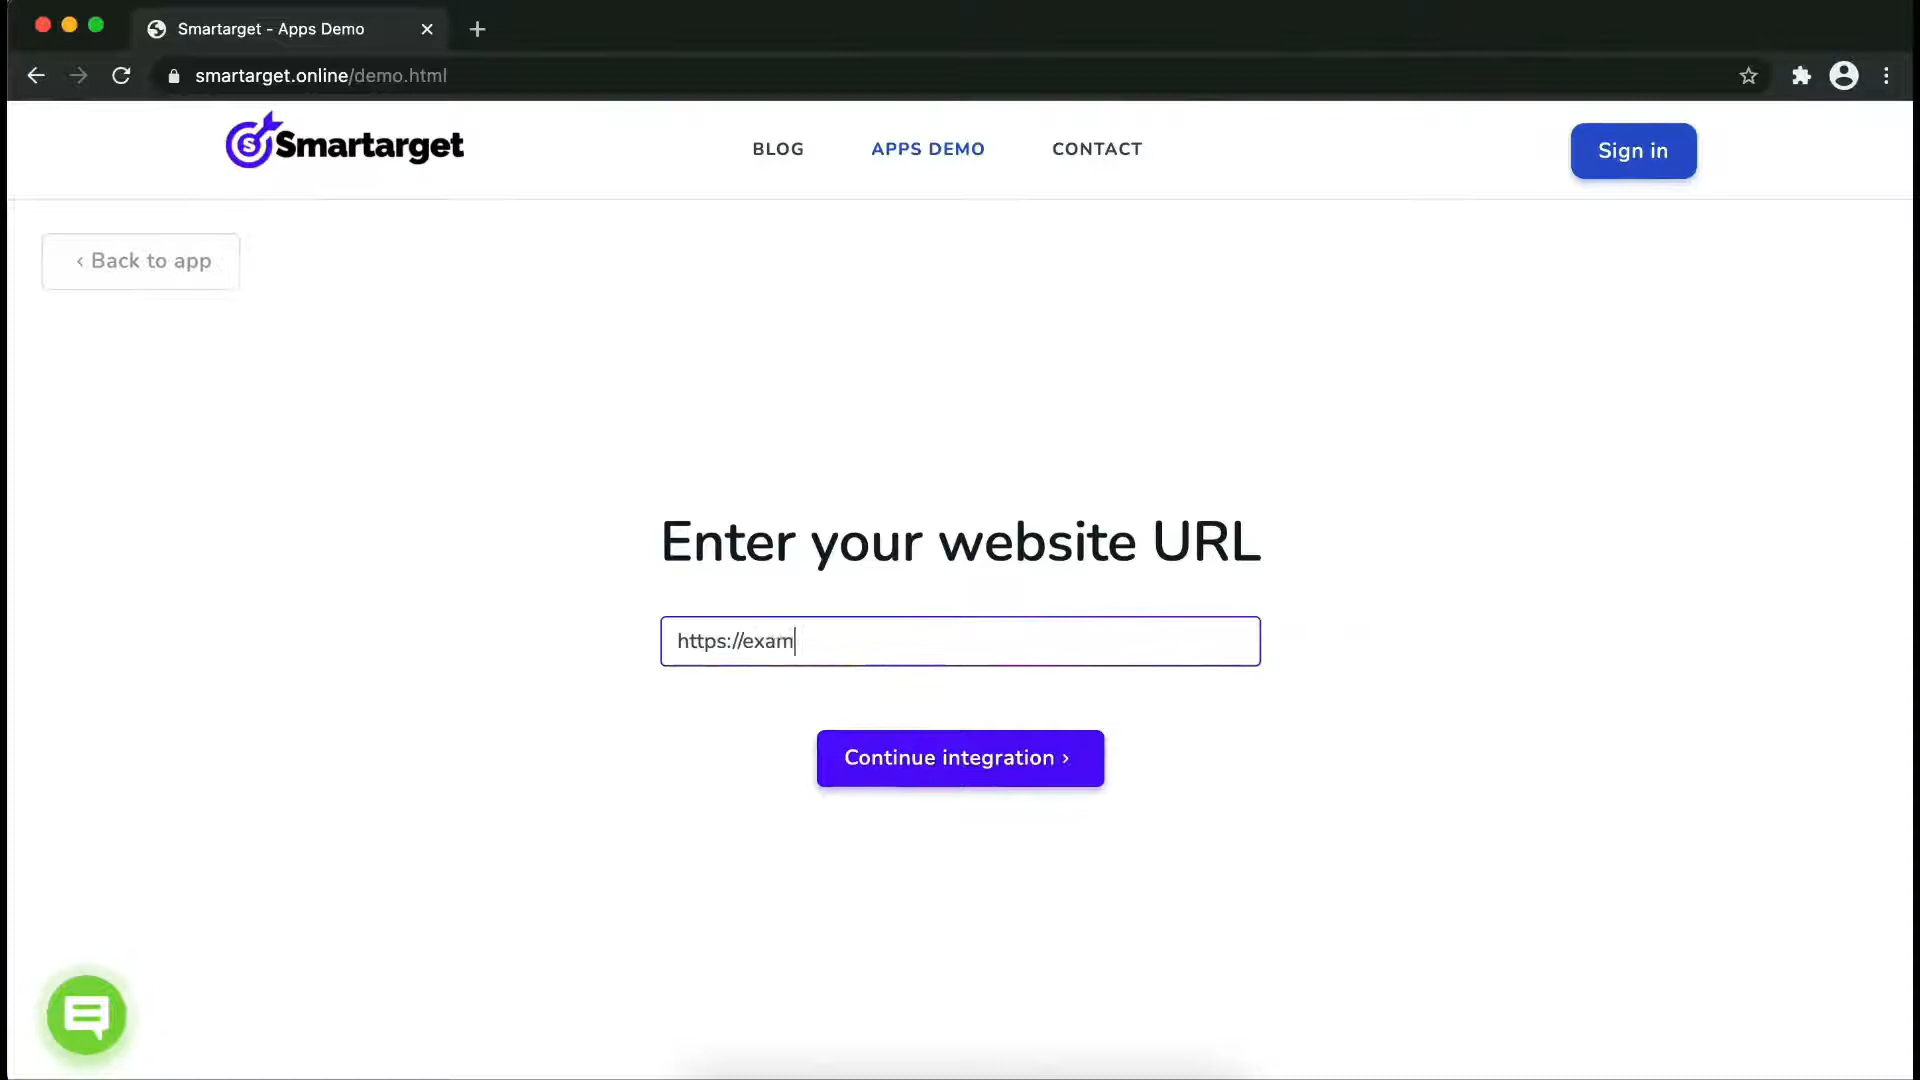 Smartarget - Apps Demo
smartarget.online/demo.html
Smartarget
BLOG
APPS DEMO
CONTACT
Sign in
‹ Back to app
Enter your website URL
https://exam
Continue integration ›